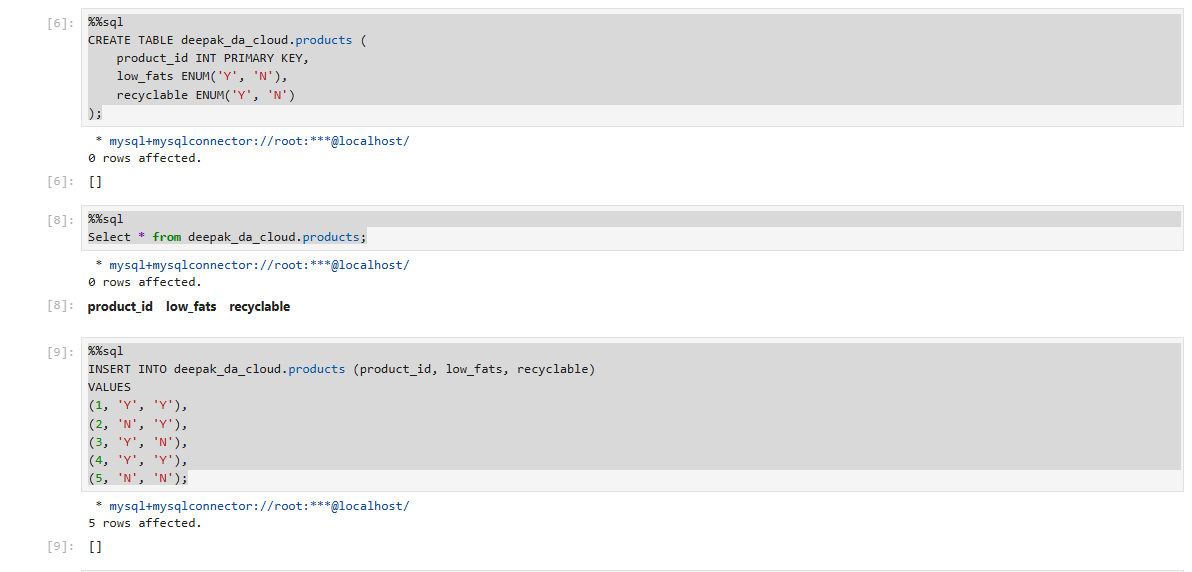 [6]: %%sql
CREATE TABLE deepak_da_cloud.products (
    product_id INT PRIMARY KEY,
    low_fats ENUM('Y', 'N'),
    recyclable ENUM('Y', 'N')
);
 * mysql+mysqlconnector://root:***@localhost/
0 rows affected.
[6]: []
[8]: %%sql
Select * from deepak_da_cloud.products;
 * mysql+mysqlconnector://root:***@localhost/
0 rows affected.
[8]: product_id low_fats recyclable
[9]: %%sql
INSERT INTO deepak_da_cloud.products (product_id, low_fats, recyclable)
VALUES
(1, 'Y', 'Y'),
(2, 'N', 'Y'),
(3, 'Y', 'N'),
(4, 'Y', 'Y'),
(5, 'N', 'N');
 * mysql+mysqlconnector://root:***@localhost/
5 rows affected.
[9]: []